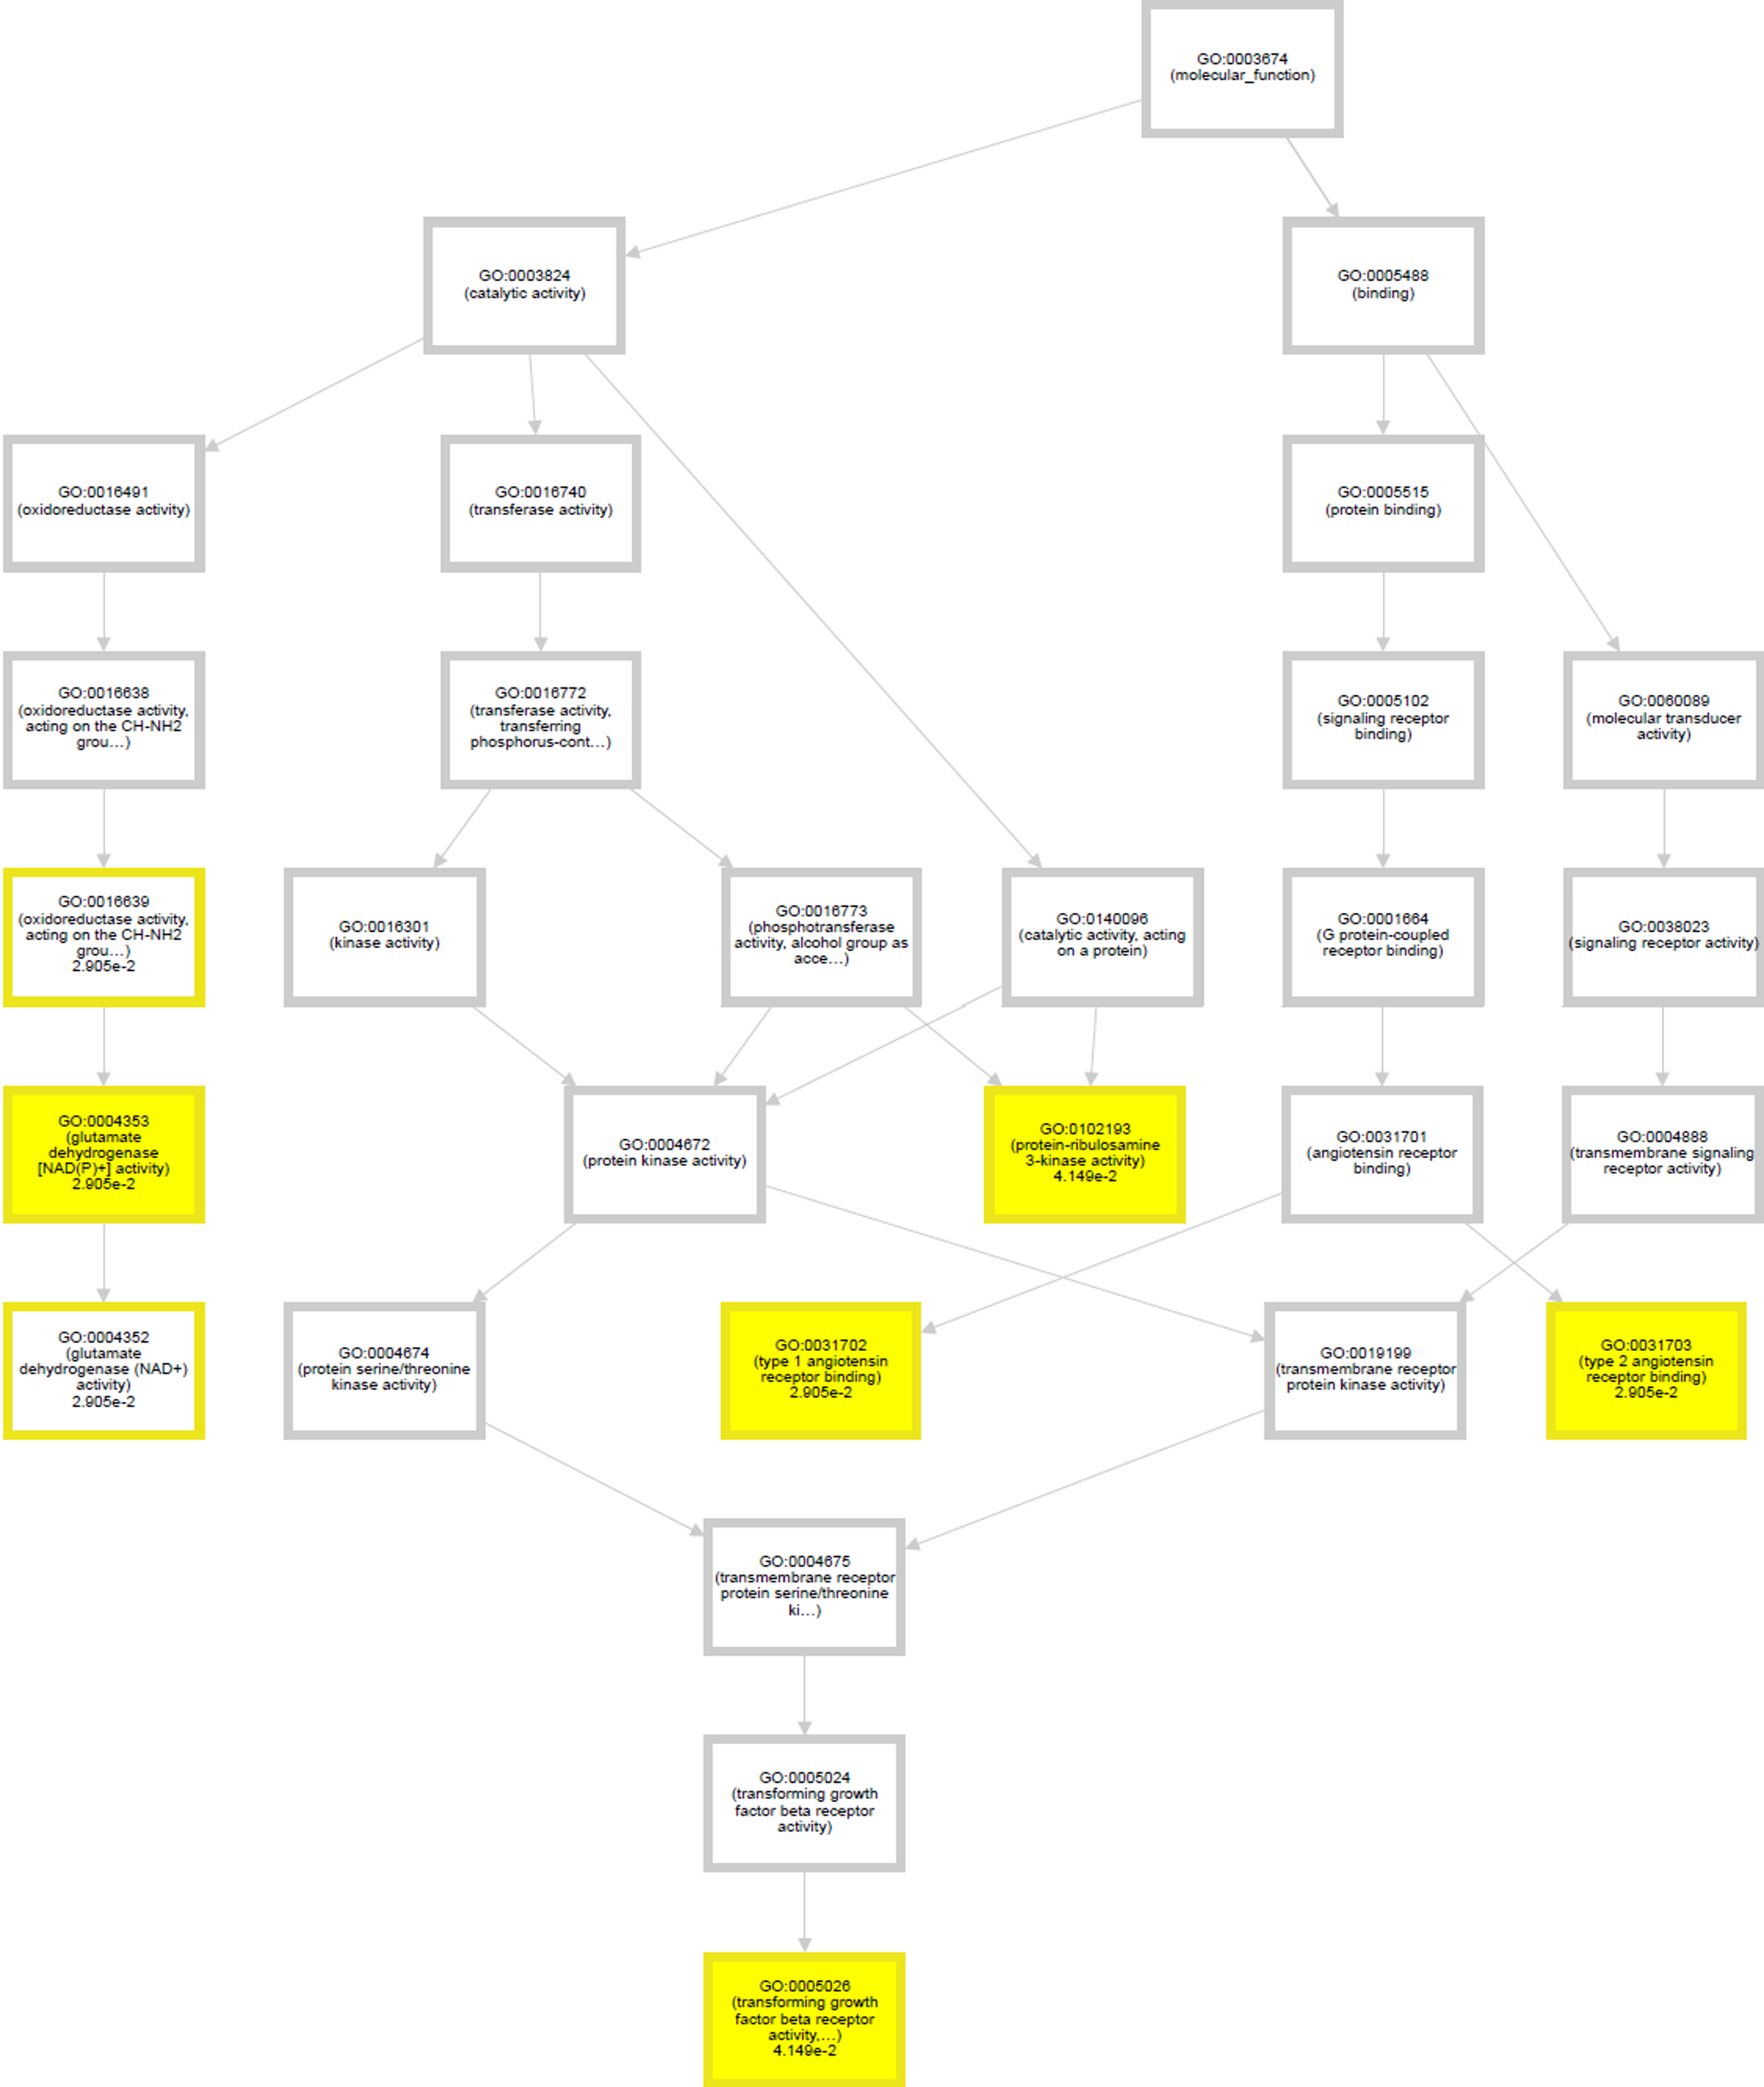 GO:0003674
(molecular_function)
GO:0003824
(catalytic activity)
GO:0005488
(binding)
GO:0016491
(oxidoreductase activity)
GO:0016740
(transferase activity)
GO:0005515
(protein binding)
GO:0016638
(oxidoreductase activity,
acting on the CH-NH2
grou...)
GO:0016772
(transferase activity,
transferring
phosphorus-cont...)
GO:0005102
(signaling receptor
binding)
GO:0060089
(molecular transducer
activity)
GO:0016639
(oxidoreductase activity,
acting on the CH-NH2
grou...)
2.905e-2
GO:0016301
(kinase activity)
GO:0016773
(phosphotransferase
activity, alcohol group as
acce...)
GO:0140096
(catalytic activity, acting
on a protein)
GO:0001664
(G protein-coupled
receptor binding)
GO:0038023
(signaling receptor activity)
GO:0004353
(glutamate
dehydrogenase
[NAD(P)+] activity)
2.905e-2
GO:0004672
(protein kinase activity)
GO:0102193
(protein-ribulosamine
3-kinase activity)
4.149e-2
GO:0031701
(angiotensin receptor
binding)
GO:0004888
(transmembrane signaling
receptor activity)
GO:0004352
(glutamate
dehydrogenase (NAD+)
activity)
2.905e-2
GO:0004674
(protein serine/threonine
kinase activity)
GO:0031702
(type 1 angiotensin
receptor binding)
2.905e-2
GO:0019199
(transmembrane receptor
protein kinase activity)
GO:0031703
(type 2 angiotensin
receptor binding)
2.905e-2
GO:0004675
(transmembrane receptor
protein serine/threonine
ki...)
GO:0005024
(transforming growth
factor beta receptor
activity)
GO:0005026
(transforming growth
factor beta receptor
activity,...)
4.149e-2